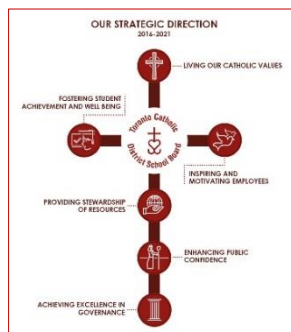 OUR STRATEGIC DIRECTION
2016-2021
LIVING OUR CATHOLIC VALUES
FOSTERING STUDENT
ACHIEVEMENT AND WELL BEING
Toronto Catholic
District School Board
INSPIRING AND
MOTIVATING EMPLOYEES
PROVIDING STEWARDSHIP
OF RESOURCES
ENHANCING PUBLIC
CONFIDENCE
ACHIEVING EXCELLENCE IN
GOVERNANCE